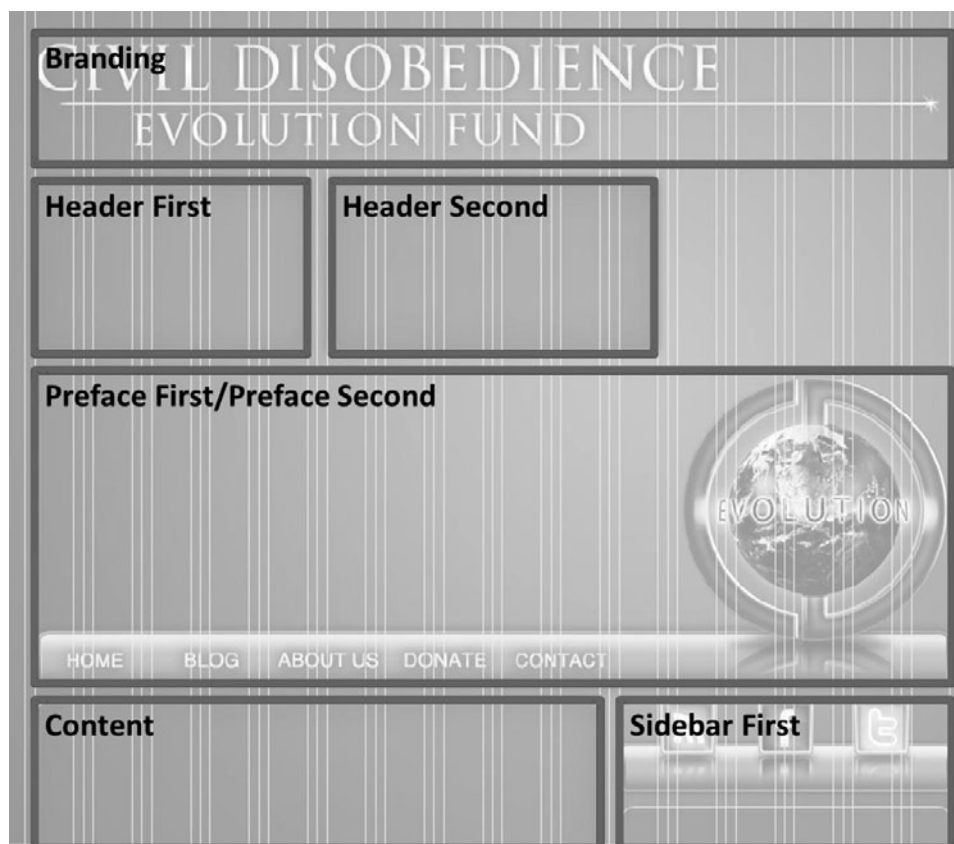 Branding
CIVIL DISOBEDIENCE
EVOLUTION FUND
Header First
Header Second
Preface First/Preface Second
EVOLUTION
HOME BLOG ABOUT US DONATE CONTACT
Content
Sidebar First
f
t